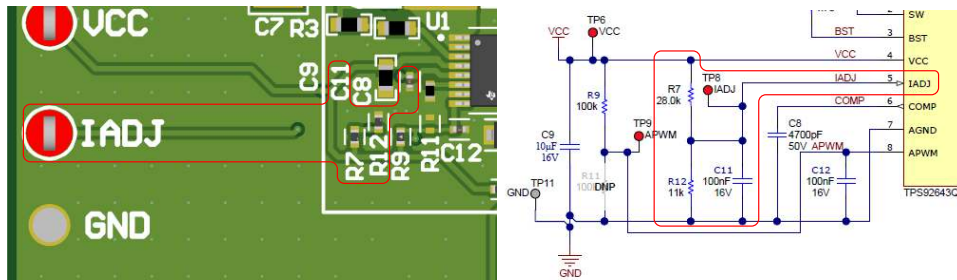 VCC
C7 R3
U1
C9
C11
C8
IADJ
R7
R12
R9
R11
C12
GND
TP6
VCC
VCC
SW
2
BST
3
BST
VCC
4
VCC
IADJ
5
IADJ
COMP
6
COMP
7
AGND
APWM
8
APWM
TPS92643Q
R9
100k
R7
28.0k
TP8
IADJ
TP9
APWM
C9
10µF
16V
C8
4700pF
50V
R11
DNP
R12
11k
C11
100nF
16V
C12
100nF
16V
TP11
GND
GND